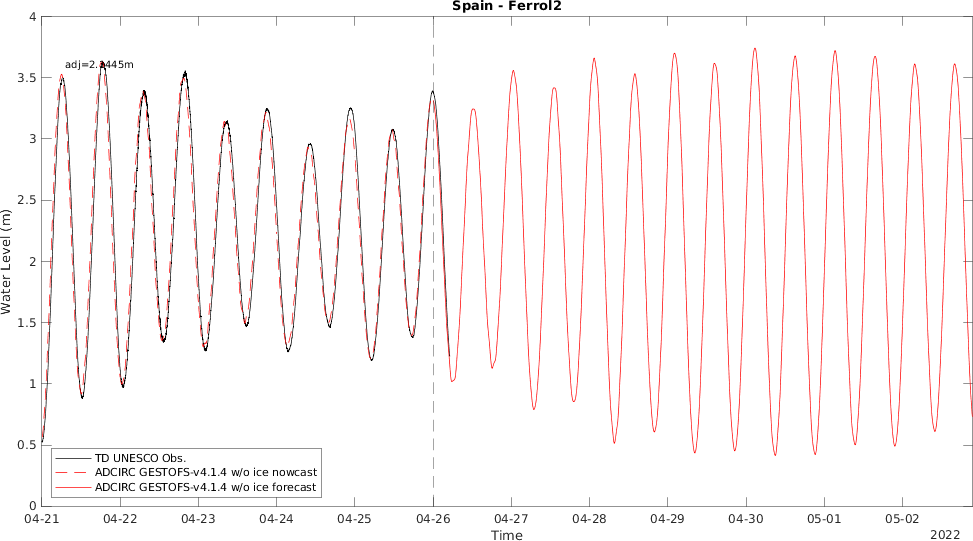 Spain - Ferrol2
4
3.5
3
2.5
2
1.5
1
0.5
0
Water Level (m)
TD UNESCO Obs.
ADCIRC GESTOFS-v4.1.4 w/o ice nowcast
ADCIRC GESTOFS-v4.1.4 w/o ice forecast
04-21 04-22 04-23 04-24 04-25 04-26 04-27 04-28 04-29 04-30 05-01 05-02
Time
2022